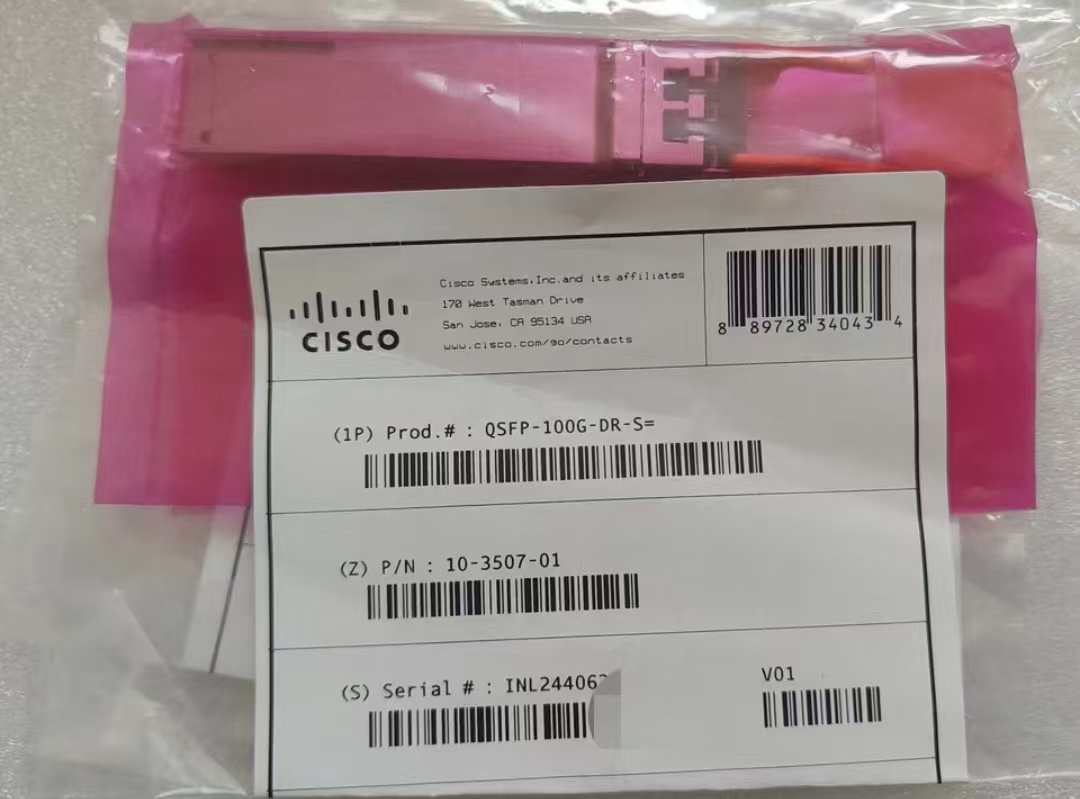 CISCO
Cisco Systems,Inc.and its affiliates
170 West Tasman Drive
San Jose, CA 95134 USA
www.cisco.com/go/contacts
8 89728 34043 4
(1P) Prod.# : QSFP-100G-DR-S=
(Z) P/N : 10-3507-01
(S) Serial # : INL24406
V01